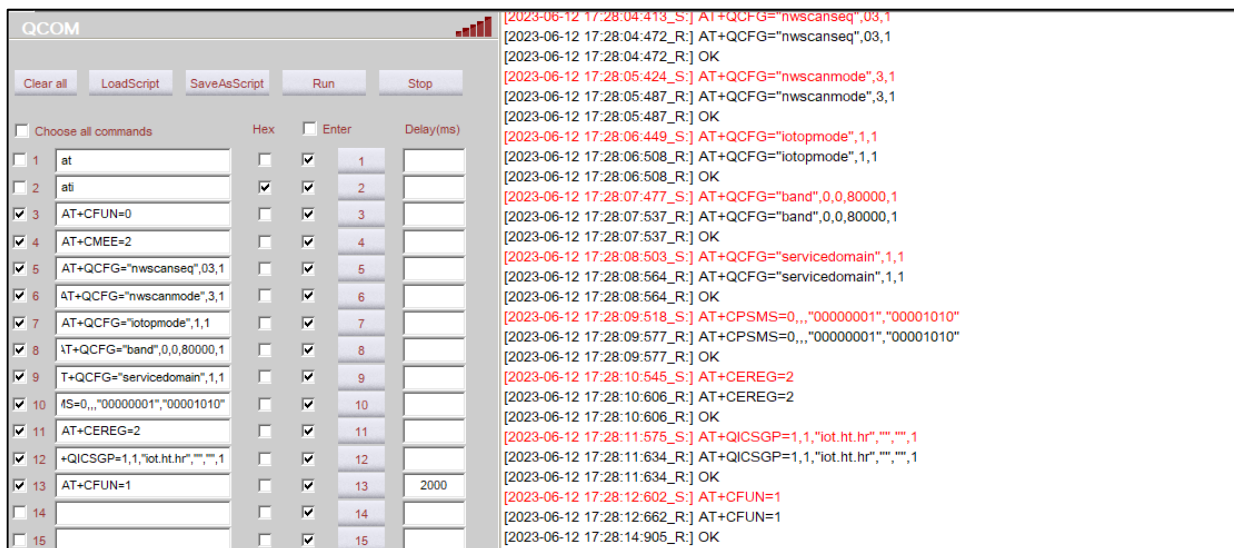 QCOM
Clear all LoadScript SaveAsScript Run Stop
Choose all commands Hex Enter Delay(ms)
1 at 1
2 ati 2
3 AT+CFUN=0 3
4 AT+CMEE=2 4
5 AT+QCFG="nwscanseq",03,1 5
6 AT+QCFG="nwscanmode",3,1 6
7 AT+QCFG="iotopmode",1,1 7
8 \T+QCFG="band",0,0,80000,1 8
9 T+QCFG="servicedomain",1,1 9
10 MS=0,,,"00000001","00001010" 10
11 AT+CEREG=2 11
12 +QICSGP=1,1,"iot.ht.hr","","",1 12
13 AT+CFUN=1 13 2000
14 14
15 15
[2023-06-12 17:28:04:413_S:] AT+QCFG="nwscanseq",03,1
[2023-06-12 17:28:04:472_R:] AT+QCFG="nwscanseq",03,1
[2023-06-12 17:28:04:472_R:] OK
[2023-06-12 17:28:05:424_S:] AT+QCFG="nwscanmode",3,1
[2023-06-12 17:28:05:487_R:] AT+QCFG="nwscanmode",3,1
[2023-06-12 17:28:05:487_R:] OK
[2023-06-12 17:28:06:449_S:] AT+QCFG="iotopmode",1,1
[2023-06-12 17:28:06:508_R:] AT+QCFG="iotopmode",1,1
[2023-06-12 17:28:06:508_R:] OK
[2023-06-12 17:28:07:477_S:] AT+QCFG="band",0,0,80000,1
[2023-06-12 17:28:07:537_R:] AT+QCFG="band",0,0,80000,1
[2023-06-12 17:28:07:537_R:] OK
[2023-06-12 17:28:08:503_S:] AT+QCFG="servicedomain",1,1
[2023-06-12 17:28:08:564_R:] AT+QCFG="servicedomain",1,1
[2023-06-12 17:28:08:564_R:] OK
[2023-06-12 17:28:09:518_S:] AT+CPSMS=0,,,"00000001","00001010"
[2023-06-12 17:28:09:577_R:] AT+CPSMS=0,,,"00000001","00001010"
[2023-06-12 17:28:09:577_R:] OK
[2023-06-12 17:28:10:545_S:] AT+CEREG=2
[2023-06-12 17:28:10:606_R:] AT+CEREG=2
[2023-06-12 17:28:10:606_R:] OK
[2023-06-12 17:28:11:575_S:] AT+QICSGP=1,1,"iot.ht.hr","","",1
[2023-06-12 17:28:11:634_R:] AT+QICSGP=1,1,"iot.ht.hr","","",1
[2023-06-12 17:28:11:634_R:] OK
[2023-06-12 17:28:12:602_S:] AT+CFUN=1
[2023-06-12 17:28:12:662_R:] AT+CFUN=1
[2023-06-12 17:28:14:905_R:] OK